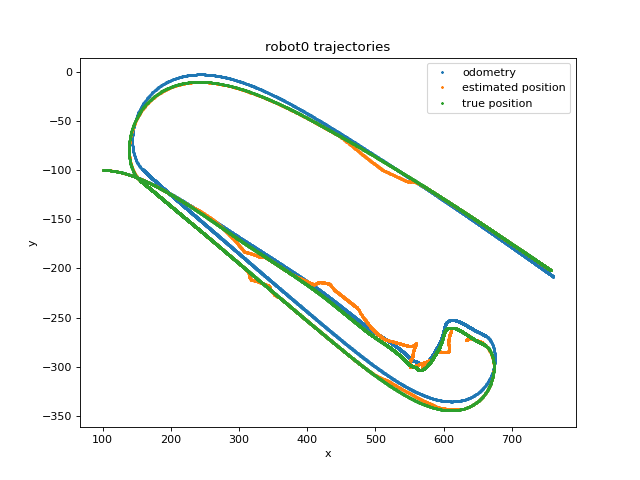 robot0 trajectories
odometry
estimated position
true position
0
−50
−100
−150
−200
−250
−300
−350
y
100 200 300 400 500 600 700
x